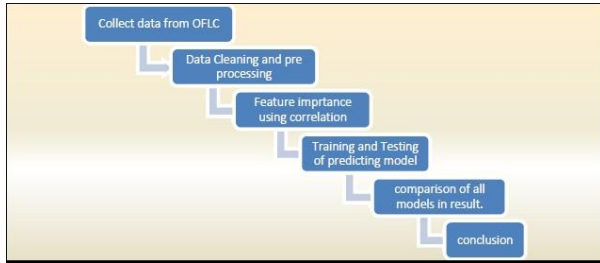 Collect data from OFLC
Data Cleaning and pre
processing
Feature imprtance
using correlation
Training and Testing
of predicting model
comparison of all
models in result.
conclusion